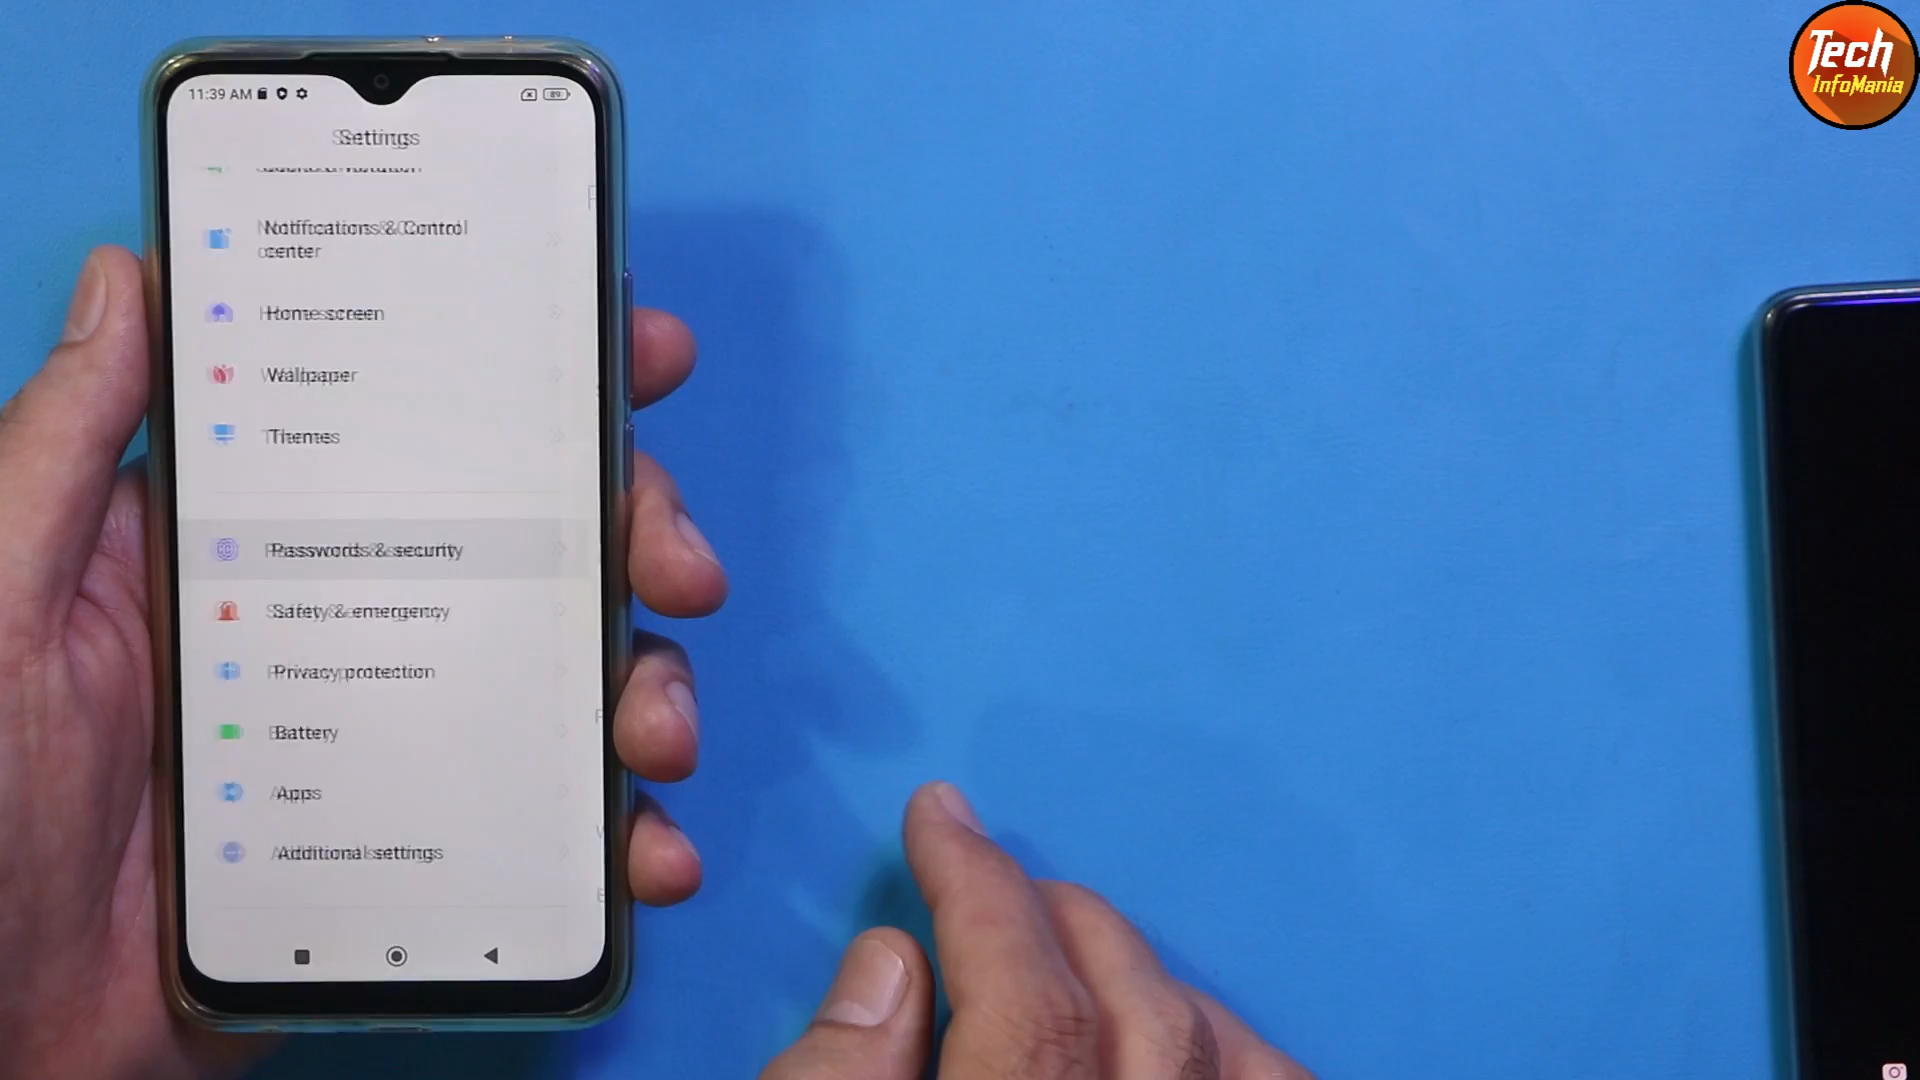 Tech
InfoMania
11:39 AM
89
Settings
Notifications & Control
center
Home screen
Wallpaper
Themes
Passwords & security
Safety & emergency
Privacy protection
Battery
Apps
Additional settings